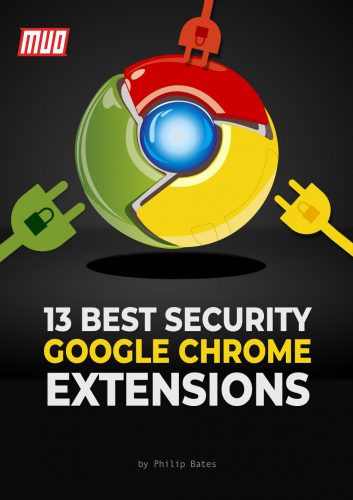 MUO
13 BEST SECURITY
GOOGLE CHROME
EXTENSIONS
by Philip Bates